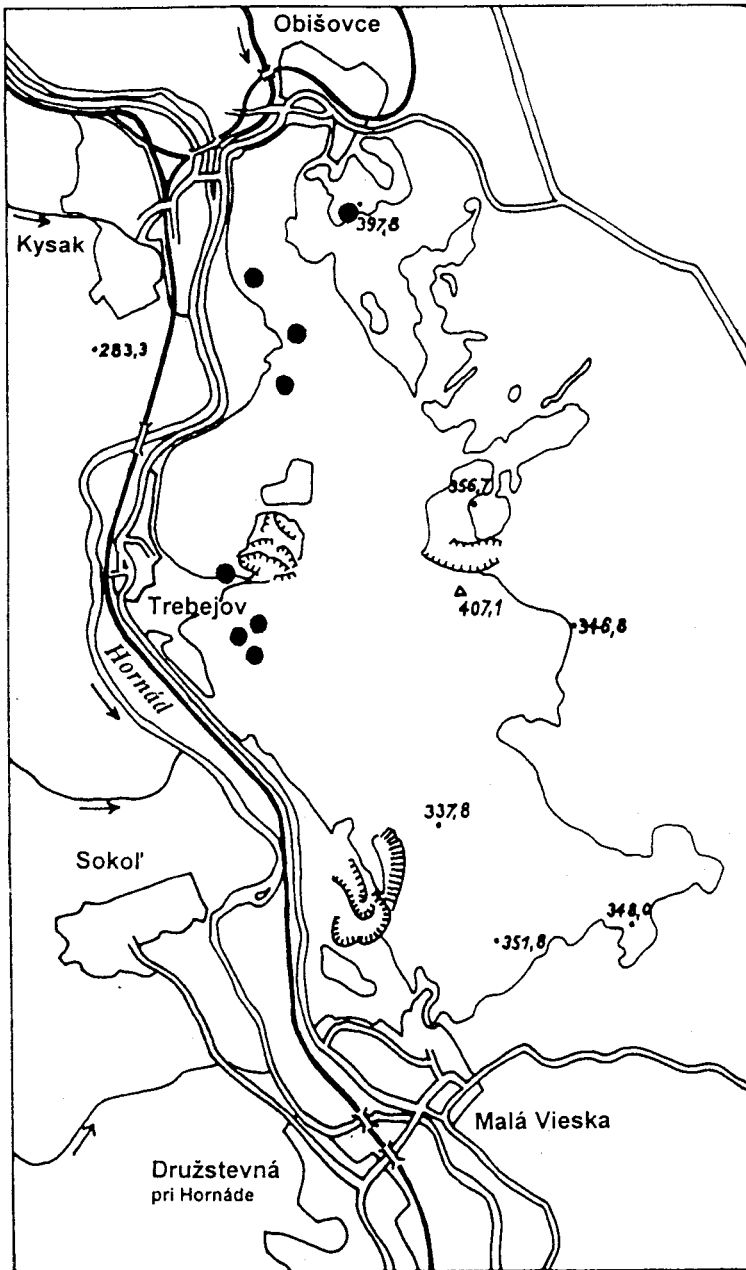 Obišovce
397,8
Kysak
283,3
356,7
407,1
Trebejov
346,8
Hornád
337,8
Sokoľ
348,0
351,8
Malá Vieska
Družstevná
pri Hornáde